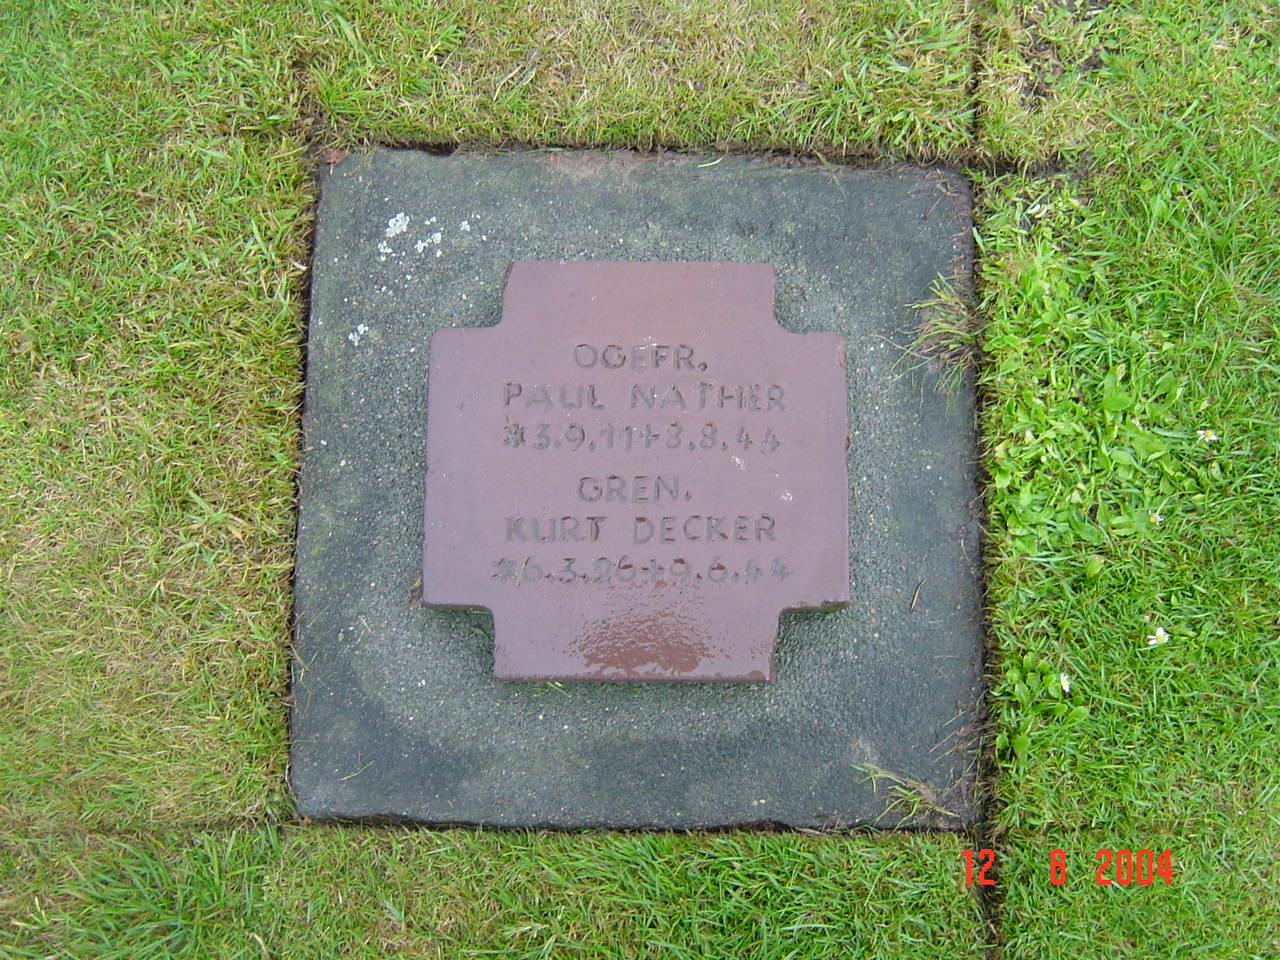 OGEFR.
PAUL NATHER
*3.9.11+8.8.44
GREN.
KURT DECKER
*6.3.26+9.6.44
12 8 2004